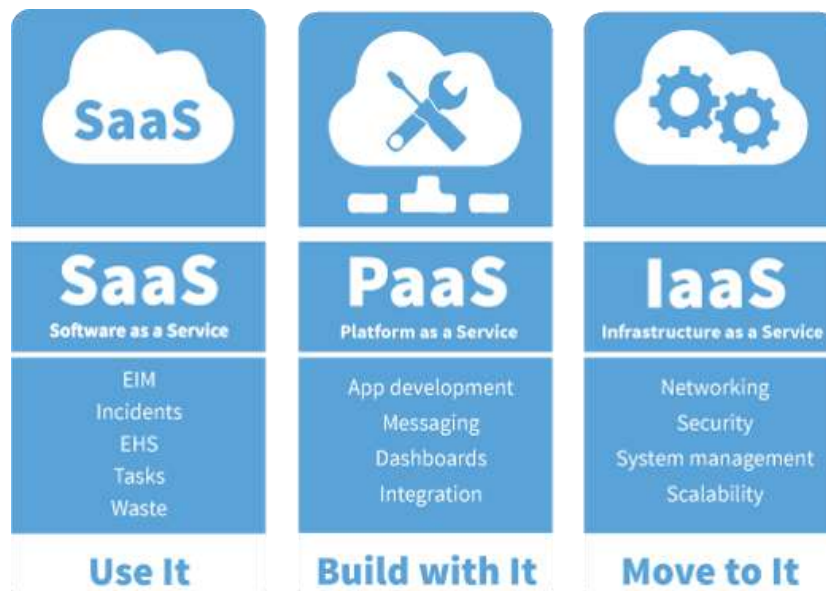 SaaS
SaaS
Software as a Service
EIM
Incidents
EHS
Tasks
Waste
Use It
PaaS
Platform as a Service
App development
Messaging
Dashboards
Integration
Build with It
IaaS
Infrastructure as a Service
Networking
Security
System management
Scalability
Move to It